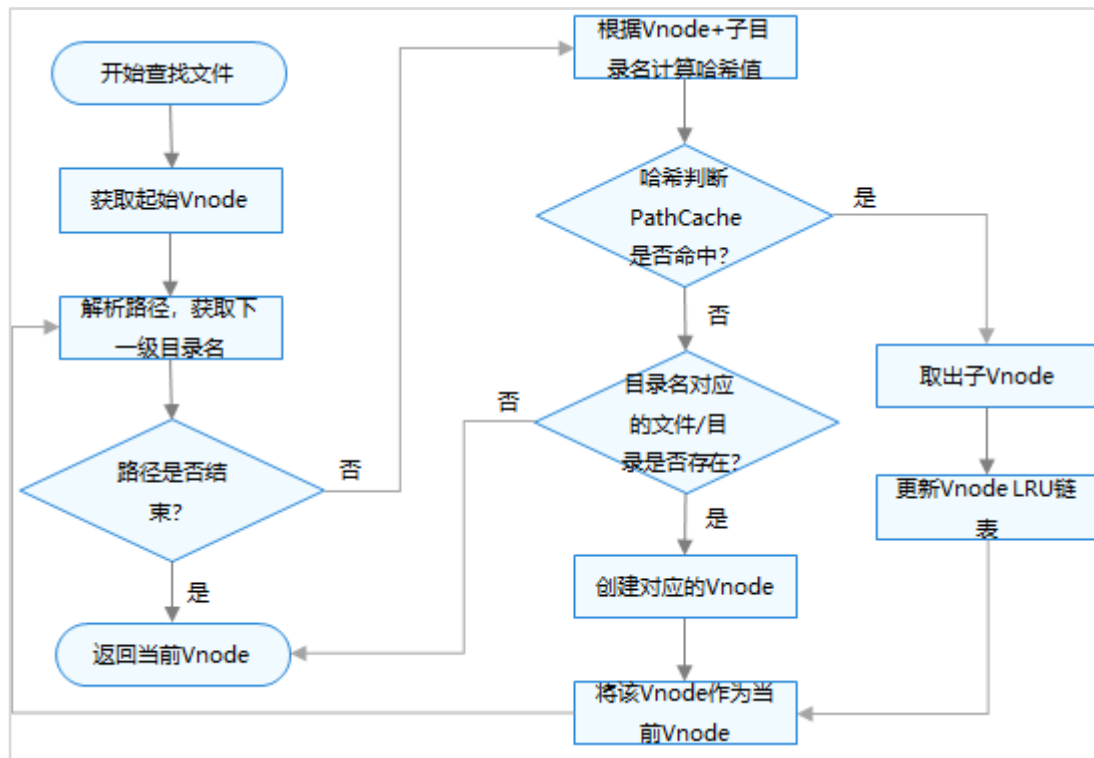 开始查找文件
获取起始Vnode
解析路径，获取下
一级目录名
路径是否结
束？
否
是
返回当前Vnode
根据Vnode+子目
录名计算哈希值
哈希判断
PathCache
是否命中？
是
否
目录名对应
的文件/目
录是否存在？
否
是
创建对应的Vnode
将该Vnode作为当
前Vnode
取出子Vnode
更新Vnode LRU链
表